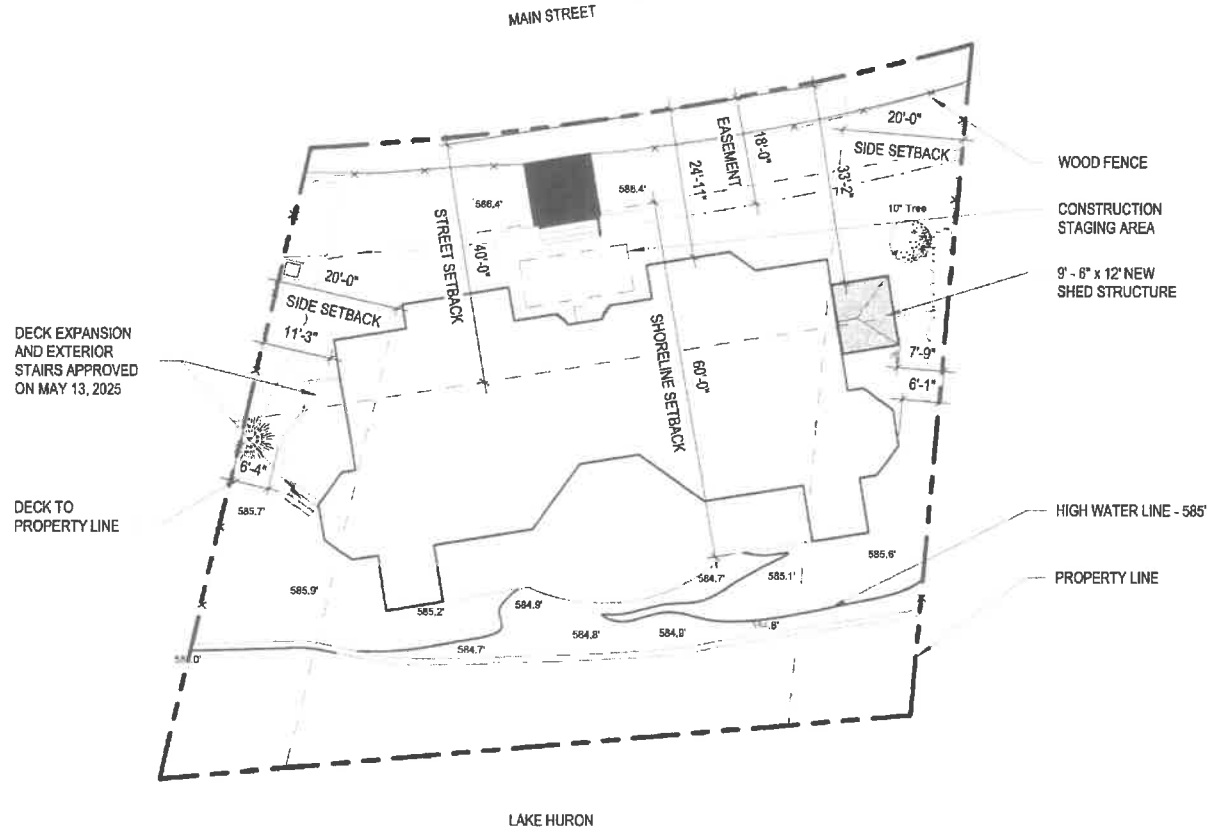 MAIN STREET
20'-0"
SIDE SETBACK
EASEMENT
18'-0"
24'-11"
33'-2"
WOOD FENCE
CONSTRUCTION
STAGING AREA
9' - 6" x 12' NEW
SHED STRUCTURE
10" Tree
586.4'
STREET SETBACK
40'-0"
20'-0"
SIDE SETBACK
11'-3"
SHORELINE SETBACK
60'-0"
DECK EXPANSION
AND EXTERIOR
STAIRS APPROVED
ON MAY 13, 2025
7'-9"
6'-1"
6'-4"
DECK TO
PROPERTY LINE
585.7'
HIGH WATER LINE - 585'
585.6'
584.7'
585.1'
PROPERTY LINE
585.9'
585.2'
584.9'
584.8'
584.9'
584.7'
LAKE HURON